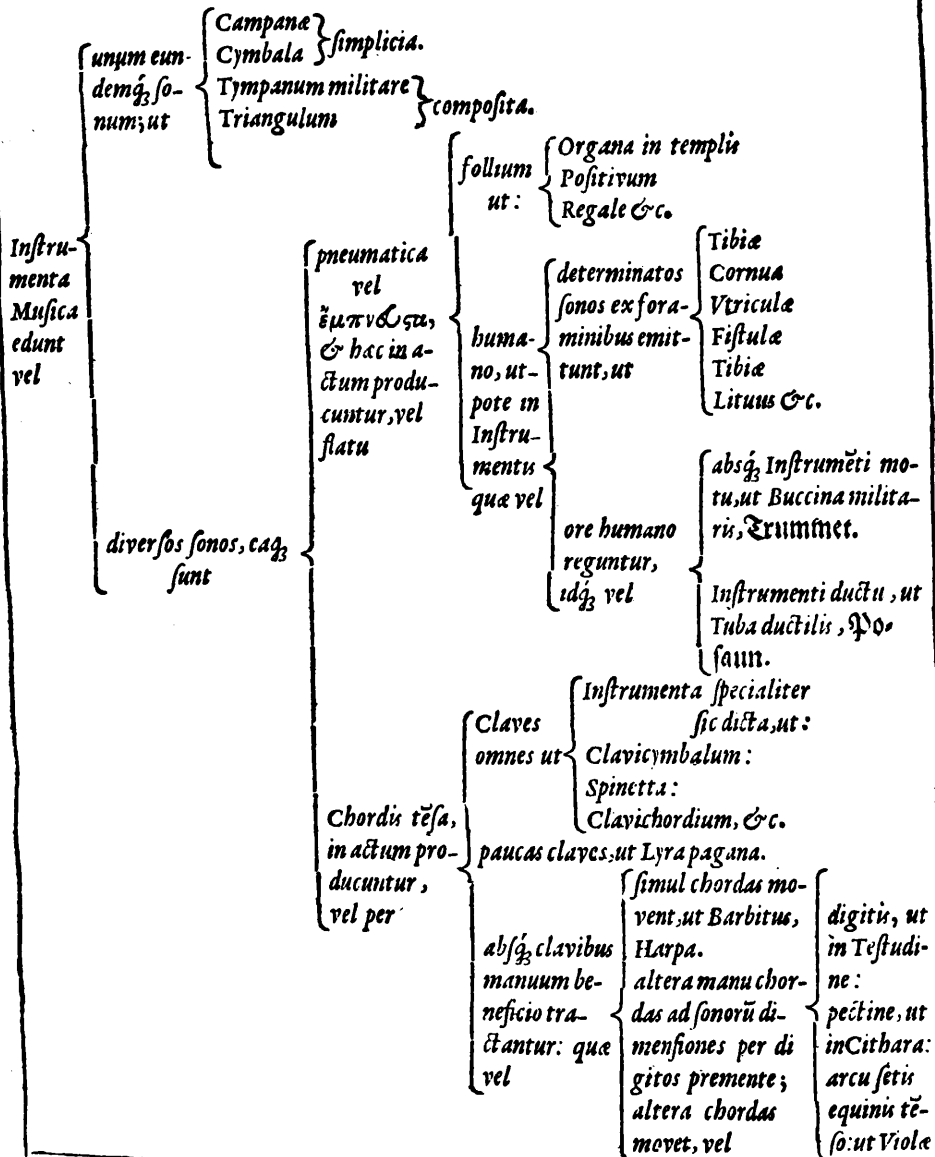 Inſtru-
menta
Muſica
edunt
vel
unum eun-
demq́ꝫ ſo-
num; ut
Campanæ
Cymbala
ſimplicia.
Tympanum militare
Triangulum
compoſita.
diverſos ſonos, eaqꝫ
ſunt
pneumatica
vel
&
hæc in a-
ctum produ-
cuntur, vel
flatu
follium
ut:
Organa in templis
Poſitivum
Regale &c.
huma-
no, ut-
pote in
Inſtru-
mentis
quæ vel
determinatos
ſonos ex fora-
minibus emit-
tunt, ut
Tibiæ
Cornua
Vtriculæ
Fiſtulæ
Tibiæ
Lituus &c.
ore humano
reguntur,
idq́ꝫ vel
absq́ꝫ Inſtrumẽti mo-
tu, ut Buccina milita-
ris, Trummet.
Inſtrumenti ductu, ut
Tuba ductilis, Po-
ſaun.
Chordis tẽſa,
in actum pro-
ducuntur,
vel per
Claves
omnes ut
Inſtrumenta ſpecialiter
ſic dicta, ut:
Clavicymbalum:
Spinetta:
Clavichordium, &c.
paucas claves, ut Lyra pagana.
abſq́ꝫ clavibus
manuum be-
neficio tra-
ctantur: quæ
vel
ſimul chordas mo-
vent, ut Barbitus,
Harpa.
altera manu chor-
das ad ſonorũ di-
menſiones per di
gitos premente;
altera chordas
movet, vel
digitis, ut
in Teſtudi-
ne:
pectine, ut
in Cithara:
arcu ſetis
equinis tẽ-
ſo: ut Violæ